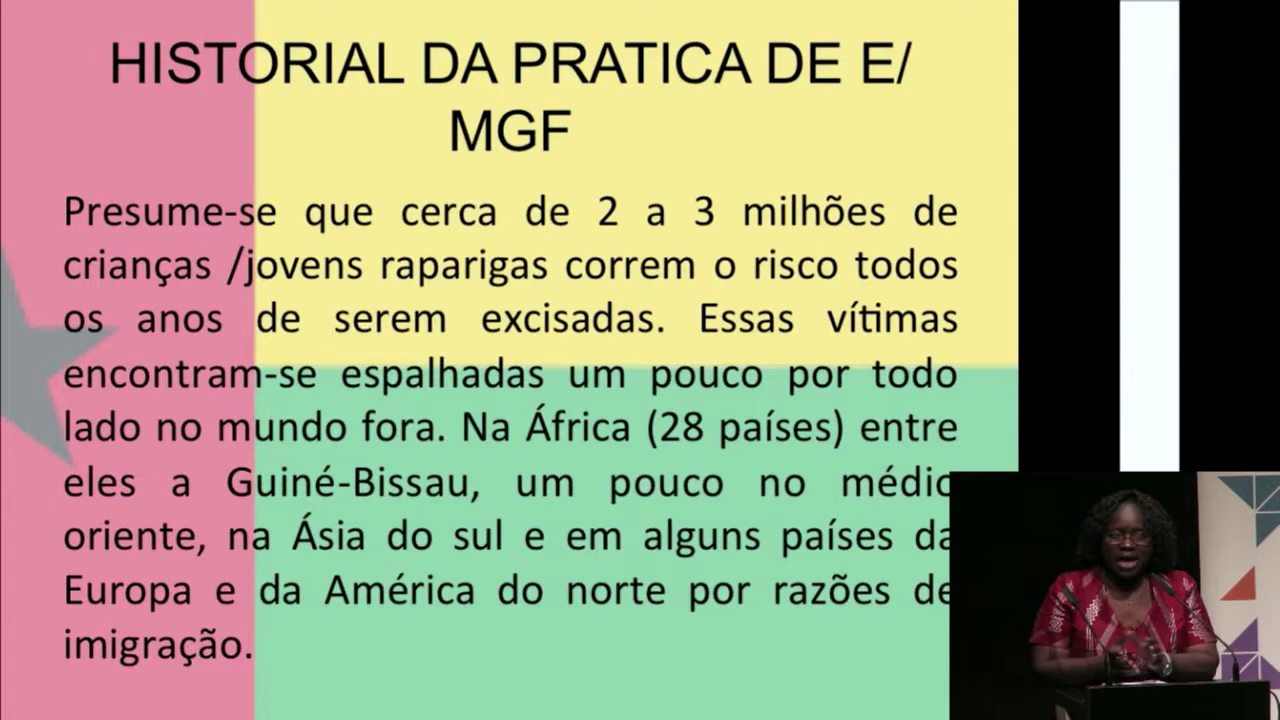 HISTORIAL DA PRATICA DE E/
MGF
Presume-se que cerca de 2 a 3 milhões de
crianças /jovens raparigas correm o risco todos
os anos de serem excisadas. Essas vítimas
encontram-se espalhadas um pouco por todo
lado no mundo fora. Na África (28 países) entre
eles a Guiné-Bissau, um pouco no médio
oriente, na Ásia do sul e em alguns países da
Europa e da América do norte por razões de
imigração.